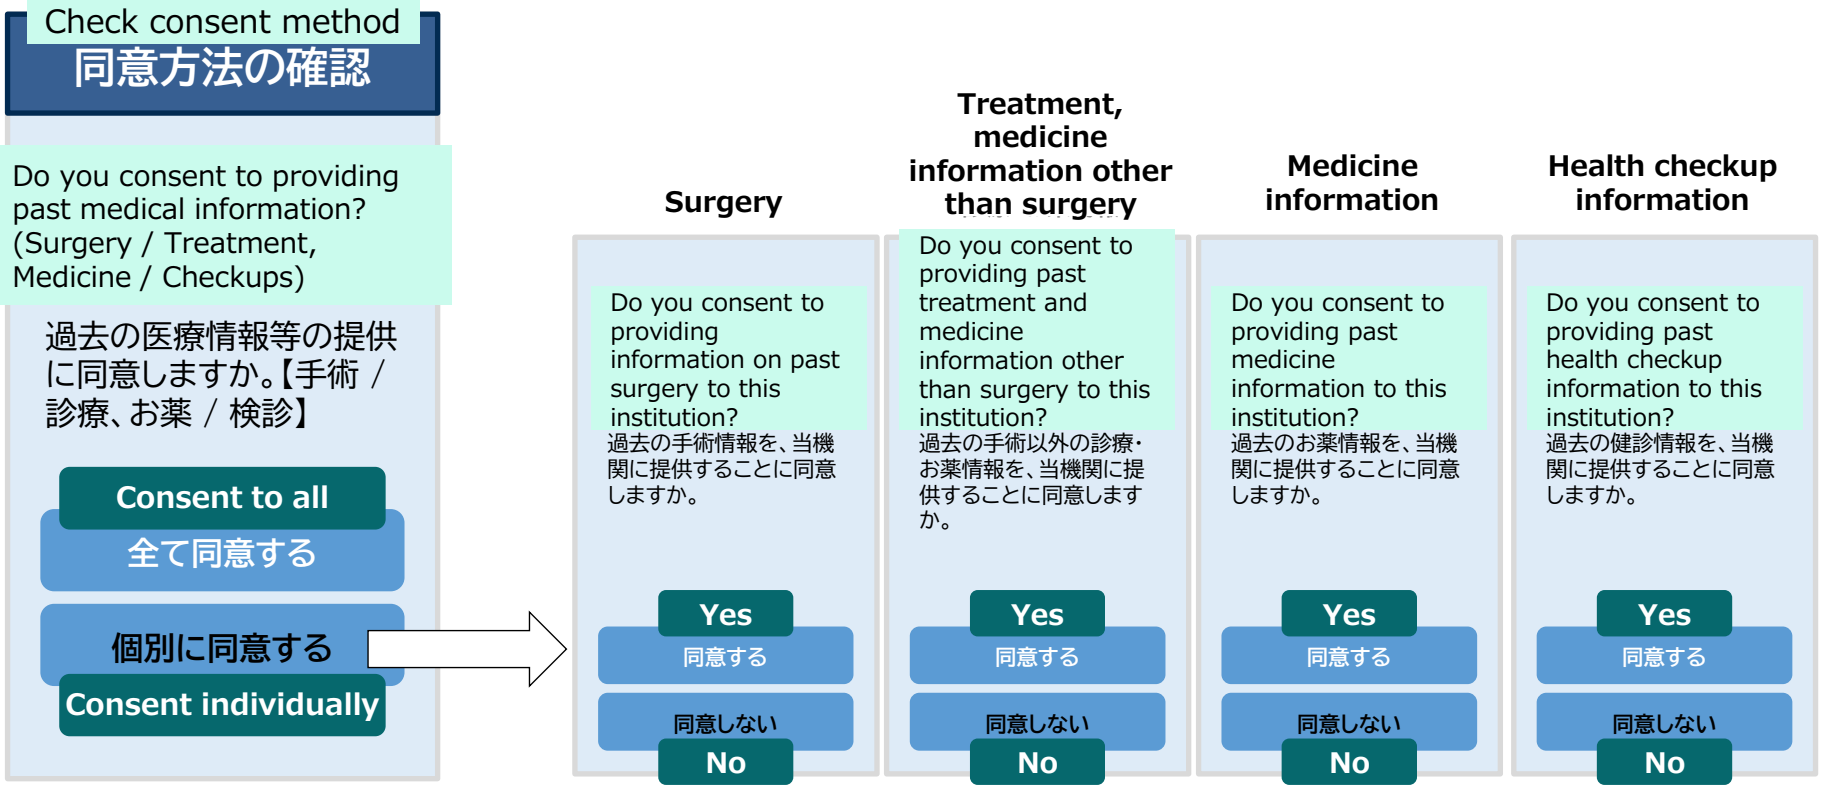 Check consent method
同意方法の確認
Do you consent to providing
past medical information?
(Surgery / Treatment,
Medicine / Checkups)
過去の医療情報等の提供
に同意しますか。【手術 /
診療、お薬 / 検診】
Consent to all
全て同意する
個別に同意する
Consent individually
Surgery
Do you consent to
providing
information on past
surgery to this
institution?
過去の手術情報を、当機
関に提供することに同意
しますか。
Yes
同意する
同意しない
No
Treatment,
medicine
information other
than surgery
Do you consent to
providing past
treatment and
medicine
information other
than surgery to this
institution?
過去の手術以外の診療・
お薬情報を、当機関に提
供することに同意します
か。
Yes
同意する
同意しない
No
Medicine
information
Do you consent to
providing past
medicine
information to this
institution?
過去のお薬情報を、当機
関に提供することに同意
しますか。
Yes
同意する
同意しない
No
Health checkup
information
Do you consent to
providing past
health checkup
information to this
institution?
過去の健診情報を、当機
関に提供することに同意
しますか。
Yes
同意する
同意しない
No